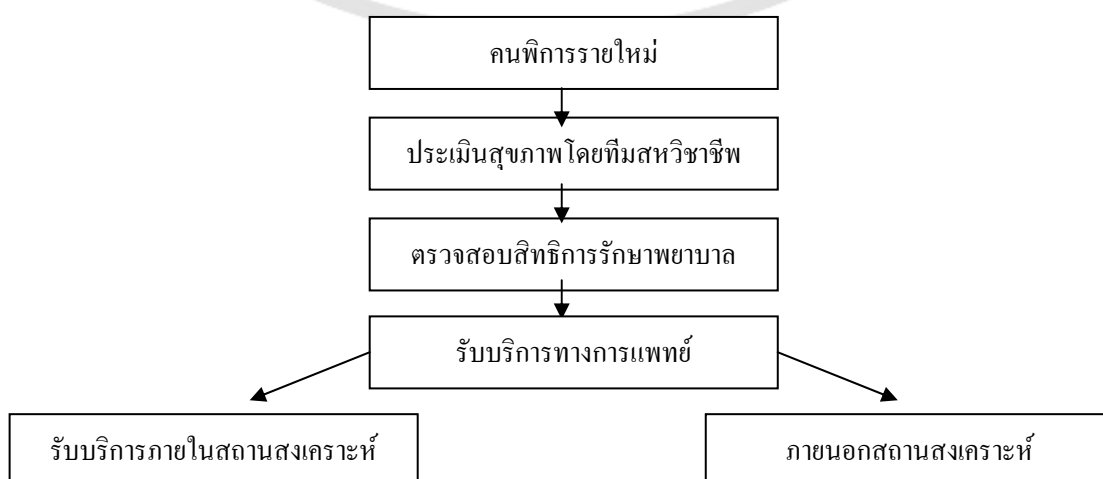 คนพิการรายใหม่
ประเมินสุขภาพโดยทีมสหวิชาชีพ
ตรวจสอบสิทธิการรักษาพยาบาล
รับบริการทางการแพทย์
รับบริการภายในสถานสงเคราะห์
ภายนอกสถานสงเคราะห์